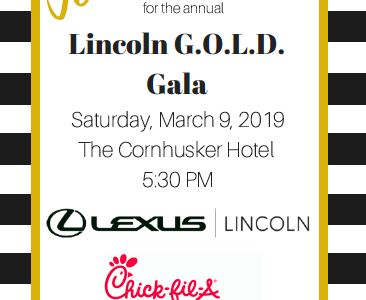 for the annual
Lincoln G.O.L.D.
Gala
Saturday, March 9, 2019
The Cornhusker Hotel
5:30 PM
LEXUS LINCOLN
Chick-fil-A